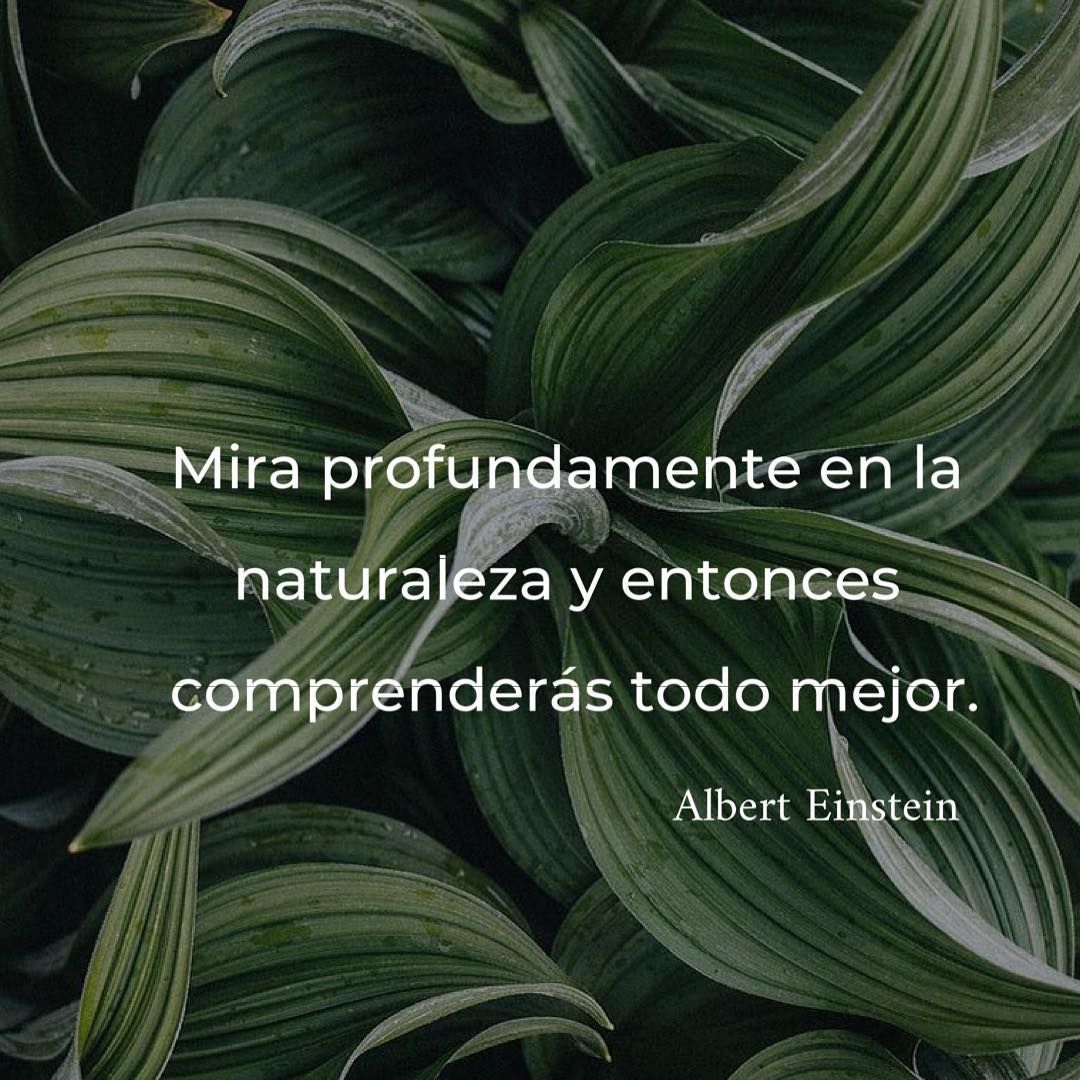 Mira profundamente en la
naturaleza y entonces
comprenderás todo mejor.
Albert Einstein